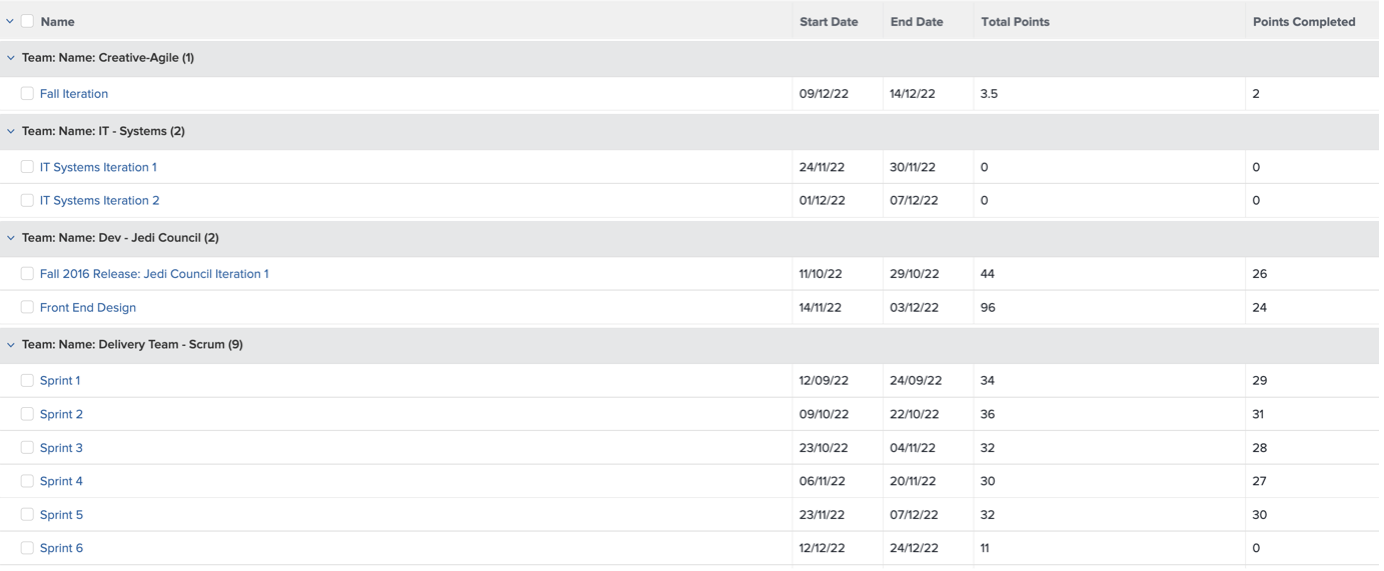 Name Start Date End Date Total Points Points Completed
Team: Name: Creative-Agile (1)
Fall Iteration 09/12/22 14/12/22 3.5 2
Team: Name: IT - Systems (2)
IT Systems Iteration 1 24/11/22 30/11/22 0 0
IT Systems Iteration 2 01/12/22 07/12/22 0 0
Team: Name: Dev - Jedi Council (2)
Fall 2016 Release: Jedi Council Iteration 1 11/10/22 29/10/22 44 26
Front End Design 14/11/22 03/12/22 96 24
Team: Name: Delivery Team - Scrum (9)
Sprint 1 12/09/22 24/09/22 34 29
Sprint 2 09/10/22 22/10/22 36 31
Sprint 3 23/10/22 04/11/22 32 28
Sprint 4 06/11/22 20/11/22 30 27
Sprint 5 23/11/22 07/12/22 32 30
Sprint 6 12/12/22 24/12/22 11 0